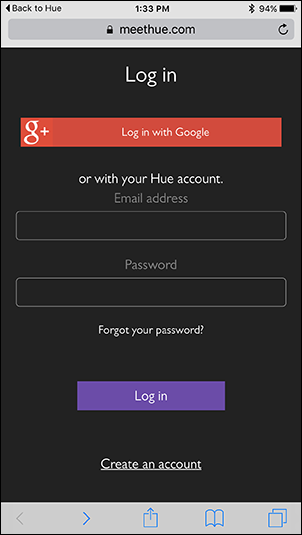 Back to Hue 1:33 PM 94%
meethue.com
Log in
g+ Log in with Google
or with your Hue account.
Email address
Password
Forgot your password?
Log in
Create an account